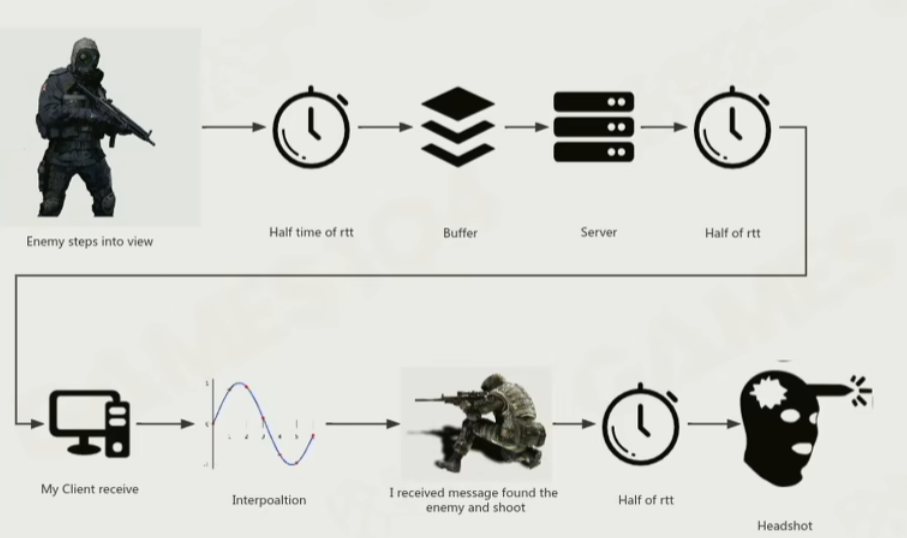 Enemy steps into view
Half time of rtt
Buffer
Server
Half of rtt
My Client receive
Interpoaltion
I received message found the
enemy and shoot
Half of rtt
Headshot